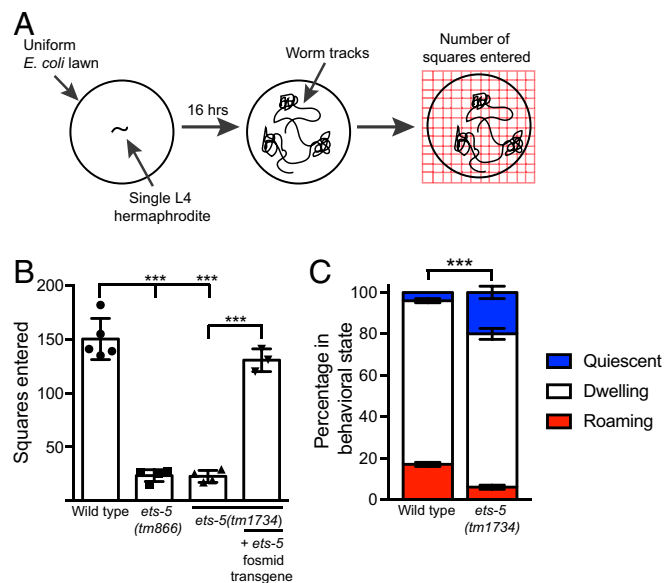 A
Uniform
E. coli lawn
Single L4
hermaphrodite
16 hrs
Worm tracks
Number of
squares entered
B
Squares entered
200
150
100
50
***
***
***
Wild type
ets-5
(tm866)
ets-5(tm1734)
+ ets-5
fosmid
transgene
C
Percentage in
behavioral state
100
80
60
40
20
0
***
Wild type
ets-5
(tm1734)
Quiescent
Dwelling
Roaming